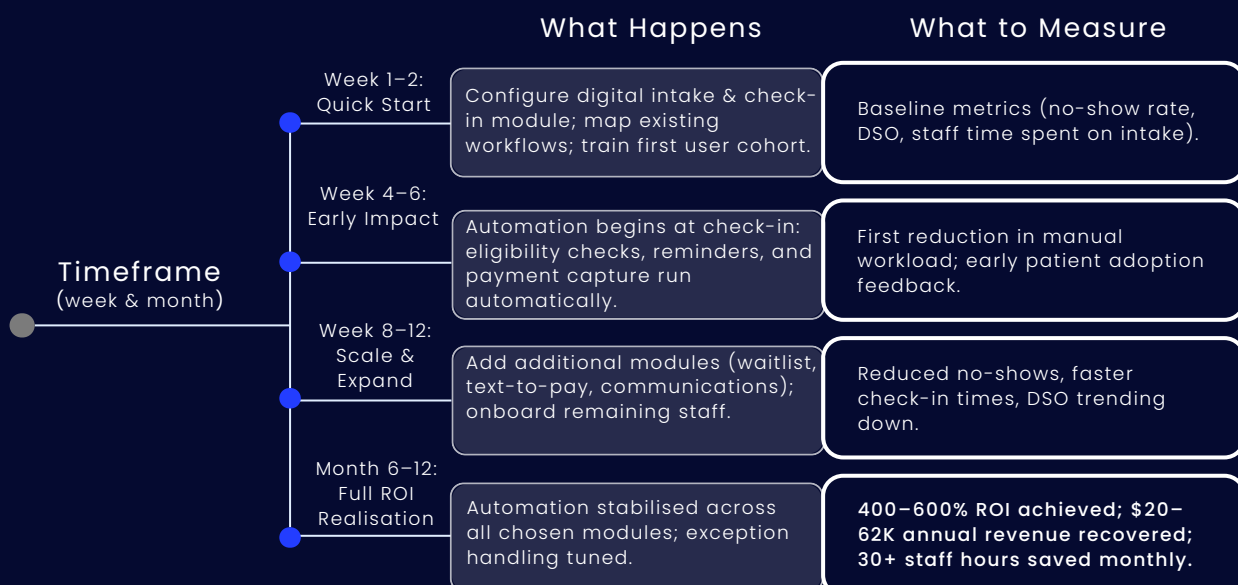 What Happens
What to Measure
Timeframe
(week & month)
Week 1–2:
Quick Start
Configure digital intake & check-
in module; map existing
workflows; train first user cohort.
Baseline metrics (no-show rate,
DSO, staff time spent on intake).
Week 4–6:
Early Impact
Automation begins at check-in:
eligibility checks, reminders, and
payment capture run
automatically.
First reduction in manual
workload; early patient adoption
feedback.
Week 8–12:
Scale &
Expand
Add additional modules (waitlist,
text-to-pay, communications);
onboard remaining staff.
Reduced no-shows, faster
check-in times, DSO trending
down.
Month 6–12:
Full ROI
Realisation
Automation stabilised across
all chosen modules; exception
handling tuned.
400–600% ROI achieved; $20–
62K annual revenue recovered;
30+ staff hours saved monthly.